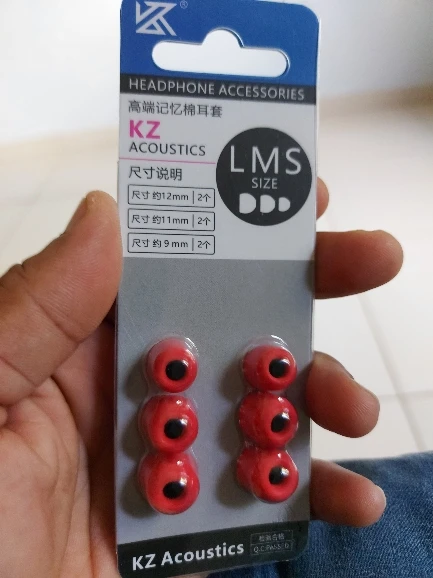 KZ
HEADPHONE ACCESSORIES
高端记忆棉耳套
KZ
ACOUSTICS
LMS
SIZE
尺寸说明
尺寸 约12mm 2个
尺寸 约11mm 2个
尺寸 约 9 mm 2个
KZ Acoustics